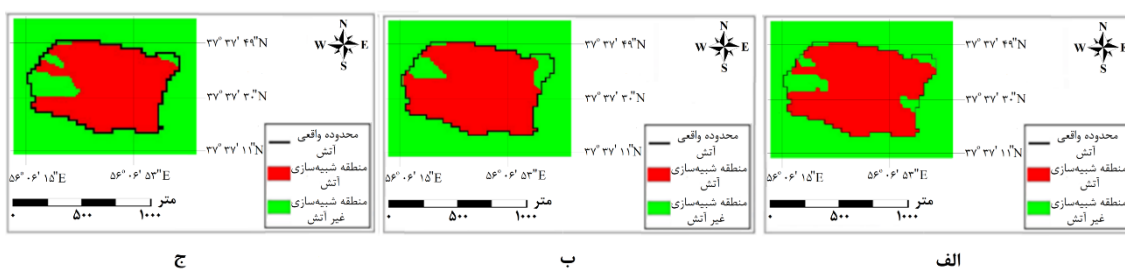 N
W E
S
۳۷° ۳۷' ۴۹"N
۳۷° ۳۷' ۳۰"N
۳۷° ۳۷' ۱۱"N
محدوده واقعی
آتش
منطقه شبیه‌سازی
آتش
منطقه شبیه‌سازی
غیر آتش
۵۶° ۰۶' ۱۵"E ۵۶° ۰۶' ۵۳"E
متر
۰ ۵۰۰ ۱۰۰۰
الف
N
W E
S
۳۷° ۳۷' ۴۹"N
۳۷° ۳۷' ۳۰"N
۳۷° ۳۷' ۱۱"N
محدوده واقعی
آتش
منطقه شبیه‌سازی
آتش
منطقه شبیه‌سازی
غیر آتش
۵۶° ۰۶' ۱۵"E ۵۶° ۰۶' ۵۳"E
متر
۰ ۵۰۰ ۱۰۰۰
ب
N
W E
S
۳۷° ۳۷' ۴۹"N
۳۷° ۳۷' ۳۰"N
۳۷° ۳۷' ۱۱"N
محدوده واقعی
آتش
منطقه شبیه‌سازی
آتش
منطقه شبیه‌سازی
غیر آتش
۵۶° ۰۶' ۱۵"E ۵۶° ۰۶' ۵۳"E
متر
۰ ۵۰۰ ۱۰۰۰
ج